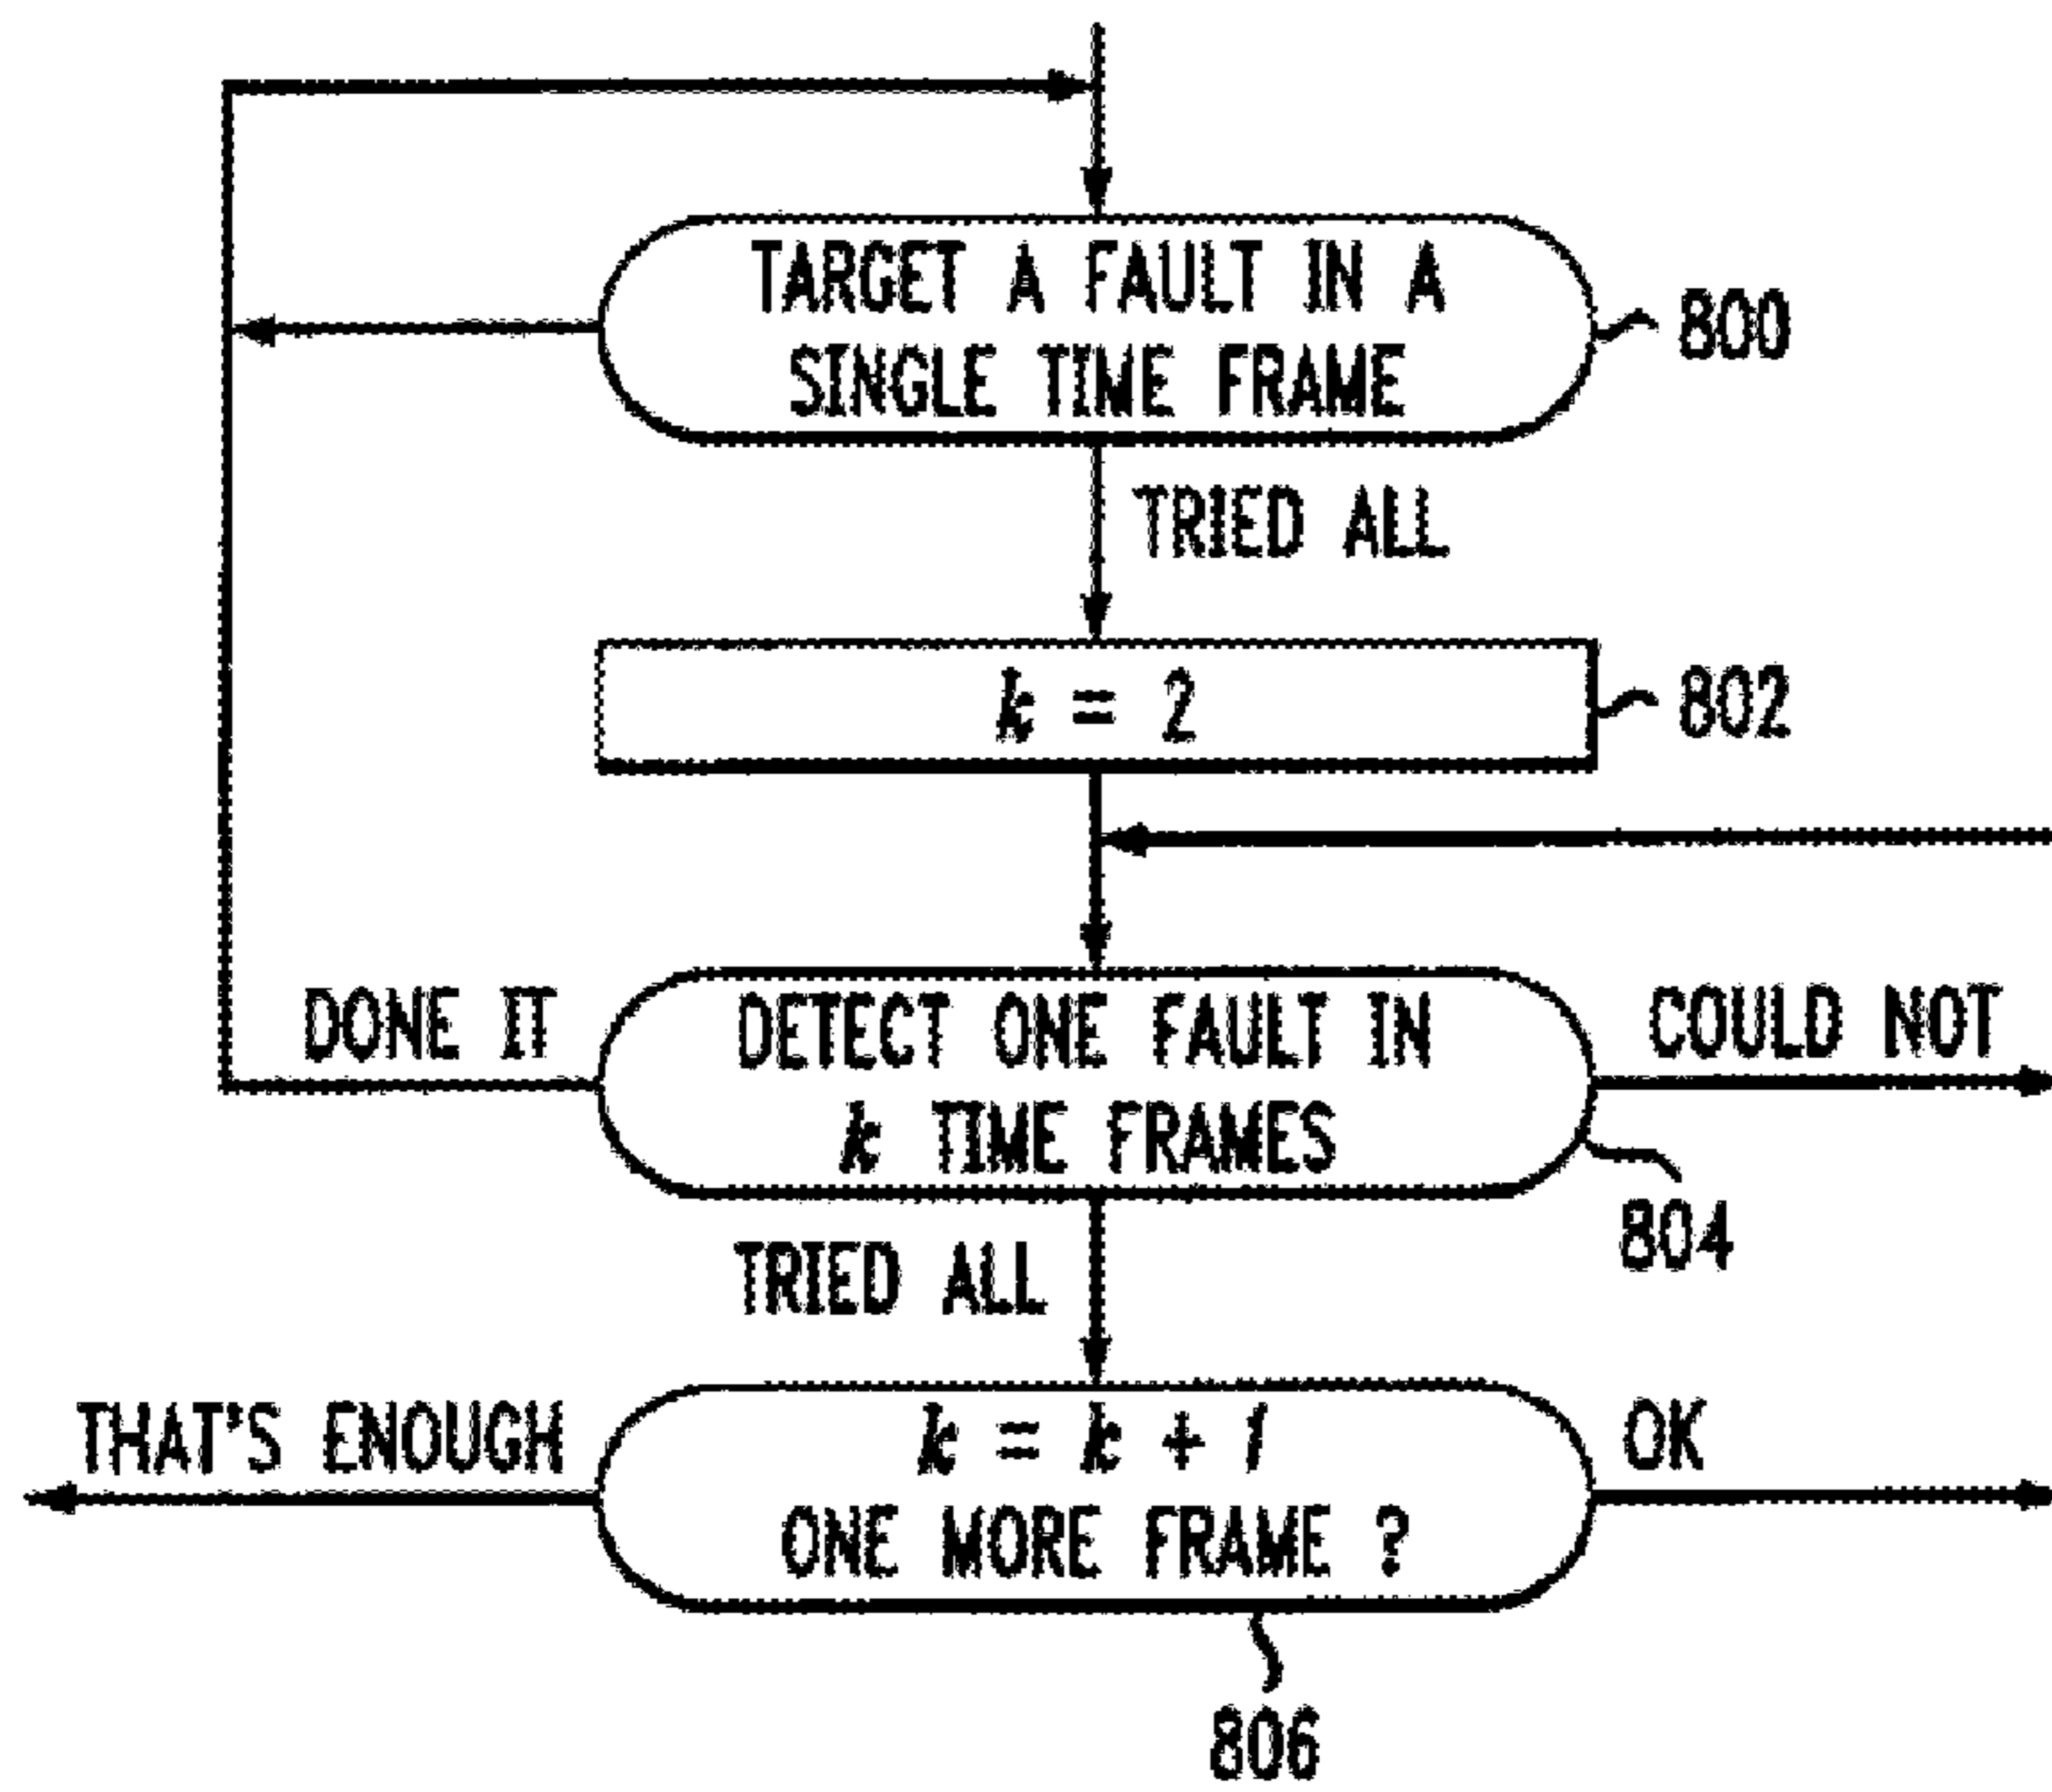 TARGET A FAULT IN A
SINGLE TIME FRAME
800
TRIED ALL
k = 2
802
DONE IT
DETECT ONE FAULT IN
k TIME FRAMES
COULD NOT
804
TRIED ALL
THAT'S ENOUGH
k = k + 1
ONE MORE FRAME ?
OK
806